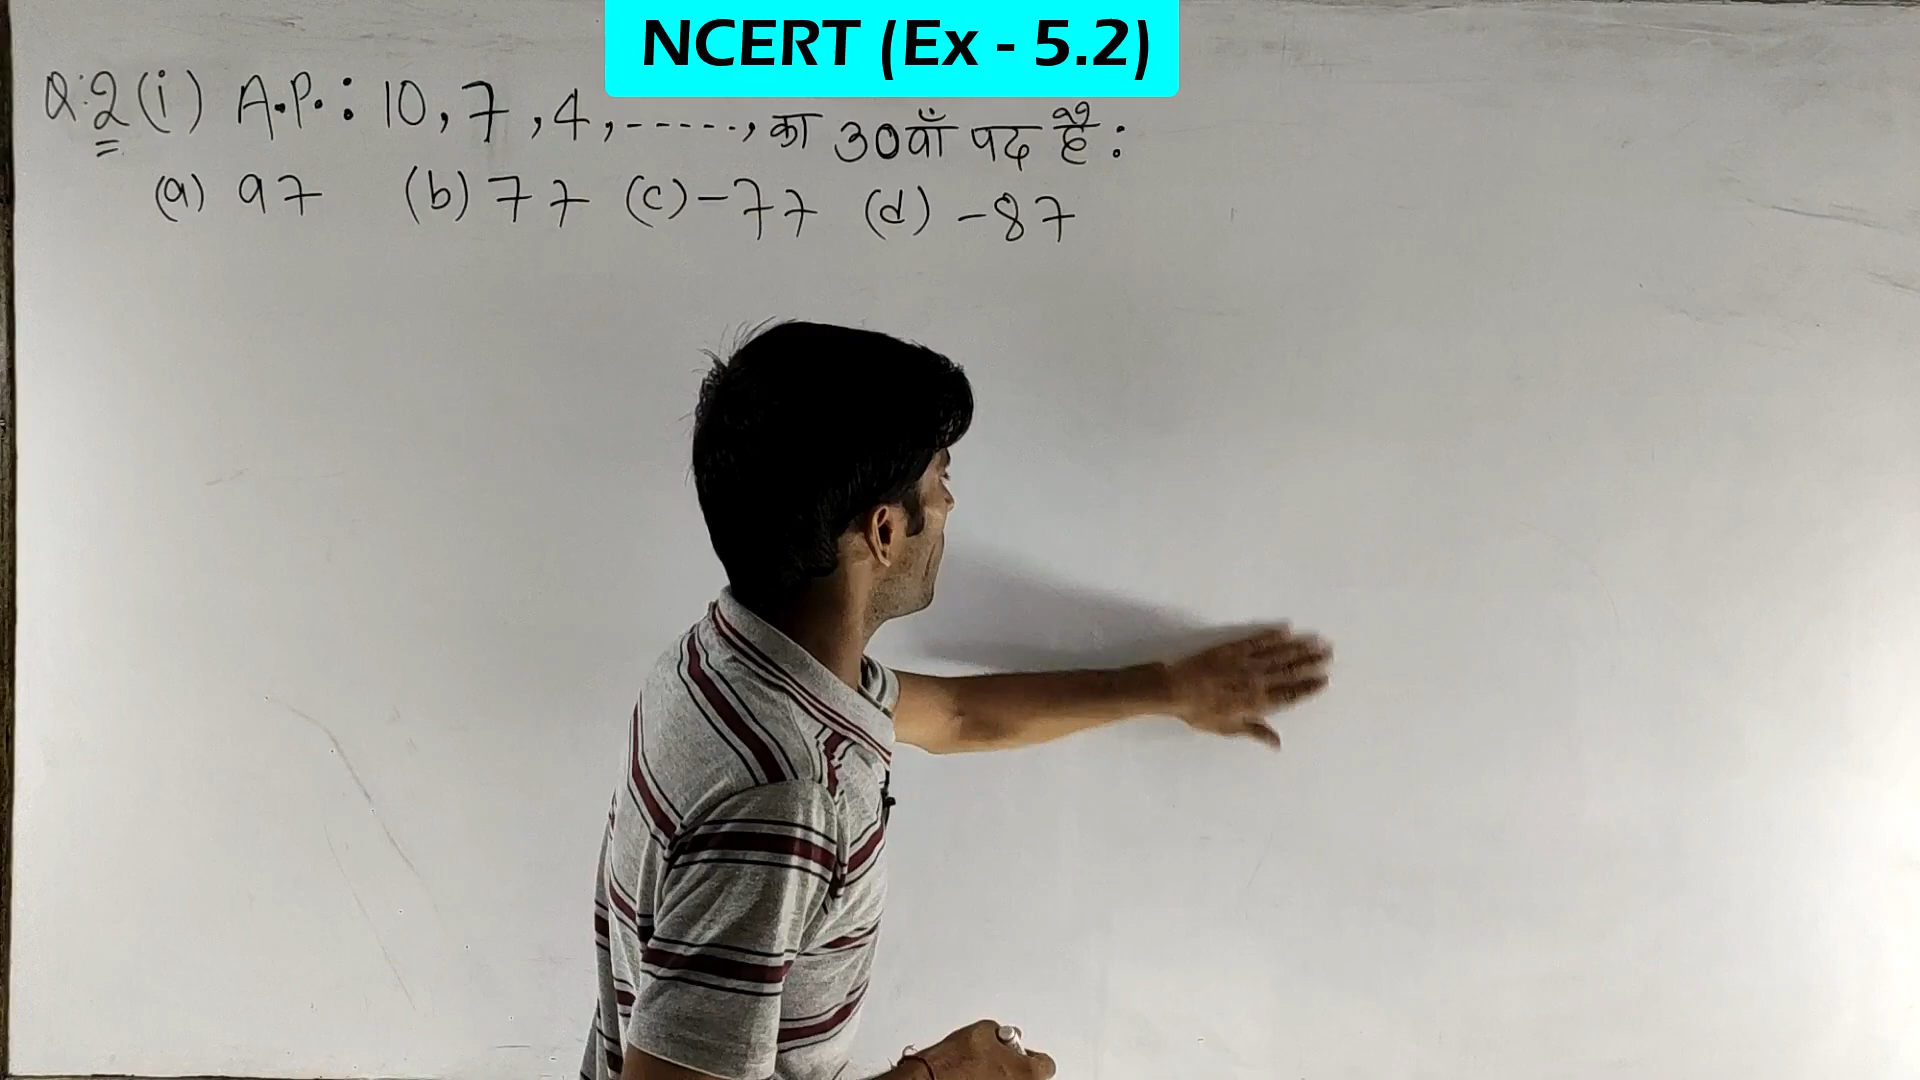 NCERT (Ex - 5.2)
Q.2 (i) A.P. : 10, 7, 4, ------, का 30वाँ पद है :
(a) 97 (b) 77 (c) -77 (d) -87